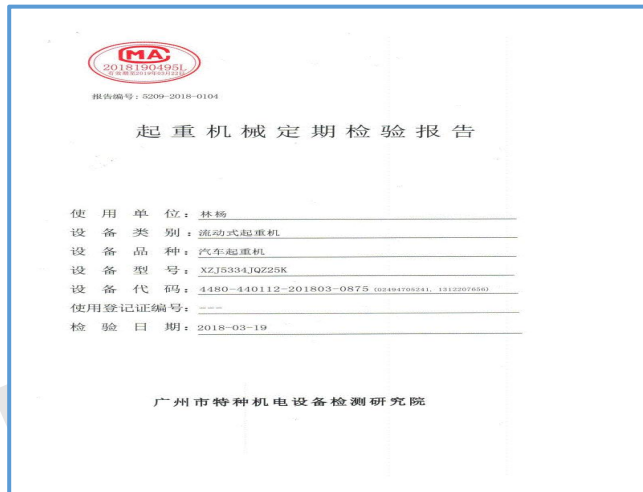 CMA
2018190495L
报告编号：5209-2018-0104
起重机械定期检验报告
使用单位：林杨
设备类别：流动式起重机
设备品种：汽车起重机
设备型号：XZJ5334JQZ25K
设备代码：4480-440112-201803-0875 (02494705241, 1312207656)
使用登记证编号：---
检验日期：2018-03-19
广州市特种机电设备检测研究院